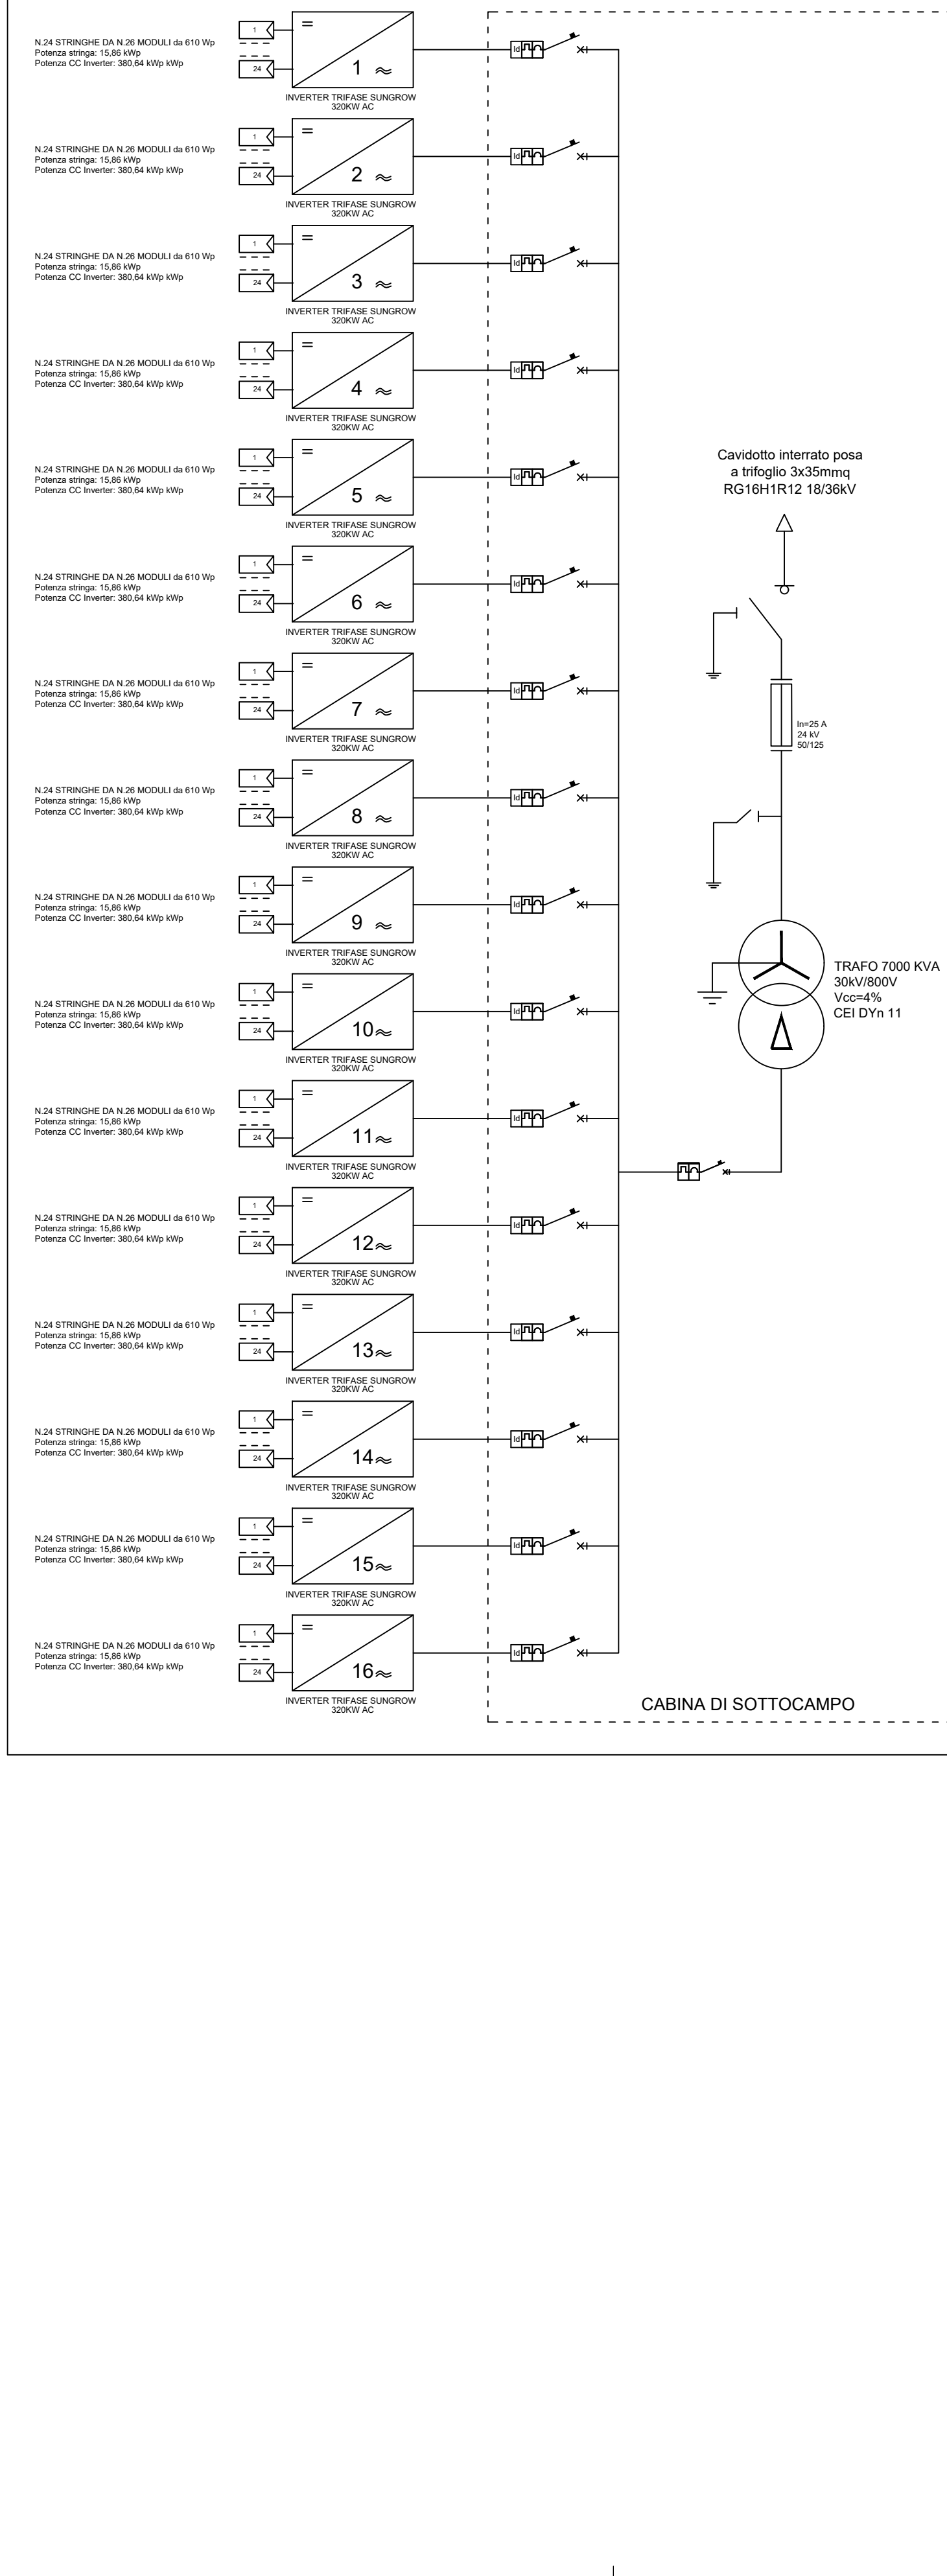 N.24 STRINGHE DA N.26 MODULI da 610 Wp
Potenza stringa: 15,86 kWp
Potenza CC Inverter: 380,64 kWp kWp
1
24
1
INVERTER TRIFASE SUNGROW
320KW AC
Id
N.24 STRINGHE DA N.26 MODULI da 610 Wp
Potenza stringa: 15,86 kWp
Potenza CC Inverter: 380,64 kWp kWp
1
24
2
INVERTER TRIFASE SUNGROW
320KW AC
Id
N.24 STRINGHE DA N.26 MODULI da 610 Wp
Potenza stringa: 15,86 kWp
Potenza CC Inverter: 380,64 kWp kWp
1
24
3
INVERTER TRIFASE SUNGROW
320KW AC
Id
N.24 STRINGHE DA N.26 MODULI da 610 Wp
Potenza stringa: 15,86 kWp
Potenza CC Inverter: 380,64 kWp kWp
1
24
4
INVERTER TRIFASE SUNGROW
320KW AC
Id
N.24 STRINGHE DA N.26 MODULI da 610 Wp
Potenza stringa: 15,86 kWp
Potenza CC Inverter: 380,64 kWp kWp
1
24
5
INVERTER TRIFASE SUNGROW
320KW AC
Id
N.24 STRINGHE DA N.26 MODULI da 610 Wp
Potenza stringa: 15,86 kWp
Potenza CC Inverter: 380,64 kWp kWp
1
24
6
INVERTER TRIFASE SUNGROW
320KW AC
Id
N.24 STRINGHE DA N.26 MODULI da 610 Wp
Potenza stringa: 15,86 kWp
Potenza CC Inverter: 380,64 kWp kWp
1
24
7
INVERTER TRIFASE SUNGROW
320KW AC
Id
N.24 STRINGHE DA N.26 MODULI da 610 Wp
Potenza stringa: 15,86 kWp
Potenza CC Inverter: 380,64 kWp kWp
1
24
8
INVERTER TRIFASE SUNGROW
320KW AC
Id
N.24 STRINGHE DA N.26 MODULI da 610 Wp
Potenza stringa: 15,86 kWp
Potenza CC Inverter: 380,64 kWp kWp
1
24
9
INVERTER TRIFASE SUNGROW
320KW AC
Id
N.24 STRINGHE DA N.26 MODULI da 610 Wp
Potenza stringa: 15,86 kWp
Potenza CC Inverter: 380,64 kWp kWp
1
24
10
INVERTER TRIFASE SUNGROW
320KW AC
Id
N.24 STRINGHE DA N.26 MODULI da 610 Wp
Potenza stringa: 15,86 kWp
Potenza CC Inverter: 380,64 kWp kWp
1
24
11
INVERTER TRIFASE SUNGROW
320KW AC
Id
N.24 STRINGHE DA N.26 MODULI da 610 Wp
Potenza stringa: 15,86 kWp
Potenza CC Inverter: 380,64 kWp kWp
1
24
12
INVERTER TRIFASE SUNGROW
320KW AC
Id
N.24 STRINGHE DA N.26 MODULI da 610 Wp
Potenza stringa: 15,86 kWp
Potenza CC Inverter: 380,64 kWp kWp
1
24
13
INVERTER TRIFASE SUNGROW
320KW AC
Id
N.24 STRINGHE DA N.26 MODULI da 610 Wp
Potenza stringa: 15,86 kWp
Potenza CC Inverter: 380,64 kWp kWp
1
24
14
INVERTER TRIFASE SUNGROW
320KW AC
Id
N.24 STRINGHE DA N.26 MODULI da 610 Wp
Potenza stringa: 15,86 kWp
Potenza CC Inverter: 380,64 kWp kWp
1
24
15
INVERTER TRIFASE SUNGROW
320KW AC
Id
N.24 STRINGHE DA N.26 MODULI da 610 Wp
Potenza stringa: 15,86 kWp
Potenza CC Inverter: 380,64 kWp kWp
1
24
16
INVERTER TRIFASE SUNGROW
320KW AC
Id
Cavidotto interrato posa
a trifoglio 3x35mmq
RG16H1R12 18/36kV
In=25 A
24 kV
50/125
TRAFO 7000 KVA
30kV/800V
Vcc=4%
CEI DYn 11
CABINA DI SOTTOCAMPO